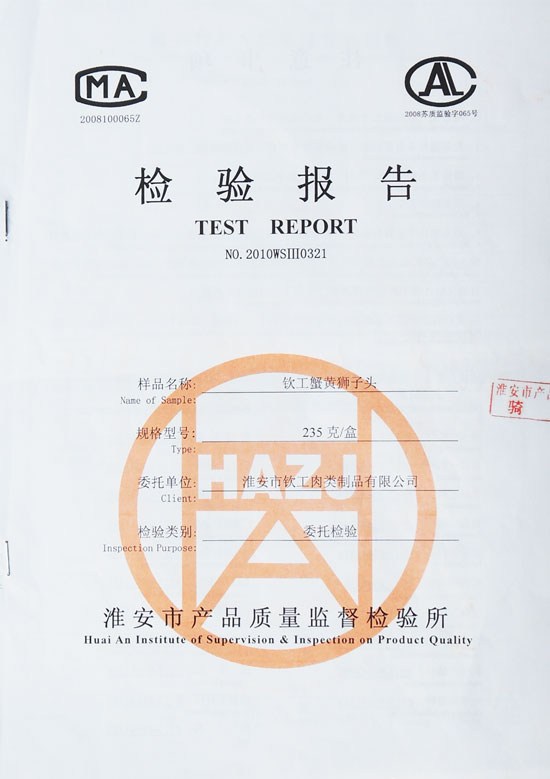 CMA
CAL
2008100065Z
2008苏质监验字065号
检验报告
TEST REPORT
NO.2010WSIII0321
样品名称: 钦工蟹黄狮子头
Name of Sample:
规格型号: 235 克/盒
Type:
HAZJ
委托单位: 淮安市钦工肉类制品有限公司
Client:
检验类别: 委托检验
Inspection Purpose:
淮安市产
骑
淮安市产品质量监督检验所
Huai An Institute of Supervision & Inspection on Product Quality